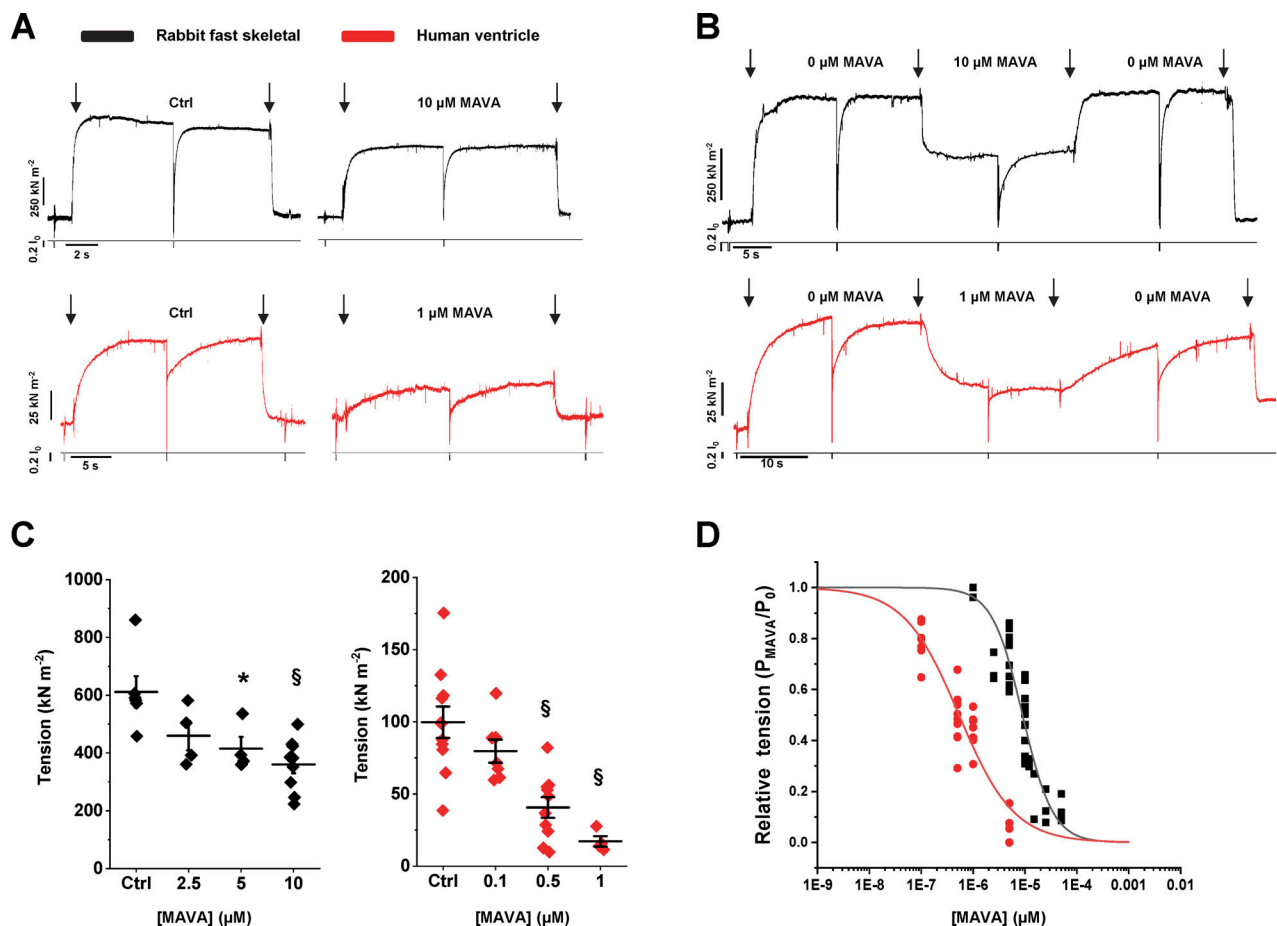 A
Rabbit fast skeletal
Human ventricle
Ctrl
10 µM MAVA
250 kN m-2
0.2 l0
2 s
Ctrl
1 µM MAVA
25 kN m-2
0.2 l0
5 s
B
0 µM MAVA
10 µM MAVA
0 µM MAVA
250 kN m-2
0.2 l0
5 s
0 µM MAVA
1 µM MAVA
0 µM MAVA
25 kN m-2
0.2 l0
10 s
C
Tension (kN m-2)
1000
800
600
400
200
0
*
§
Ctrl 2.5 5 10
[MAVA] (µM)
Tension (kN m-2)
200
150
100
50
0
§
§
Ctrl 0.1 0.5 1
[MAVA] (µM)
D
Relative tension (PMAVA/P0)
1.0
0.8
0.6
0.4
0.2
0.0
1E-9 1E-8 1E-7 1E-6 1E-5 1E-4 0.001 0.01
[MAVA] (µM)